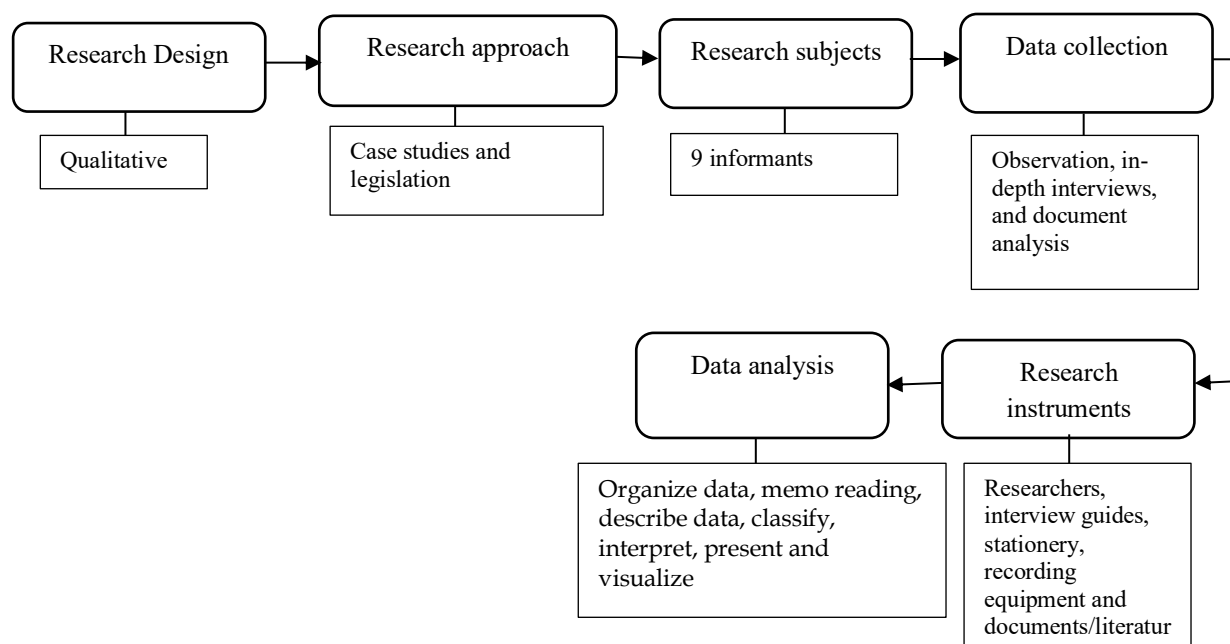 Research Design
Qualitative
Research approach
Case studies and
legislation
Research subjects
9 informants
Data collection
Observation, in-
depth interviews,
and document
analysis
Research
instruments
Researchers,
interview guides,
stationery,
recording
equipment and
documents/literatur
Data analysis
Organize data, memo reading,
describe data, classify,
interpret, present and
visualize